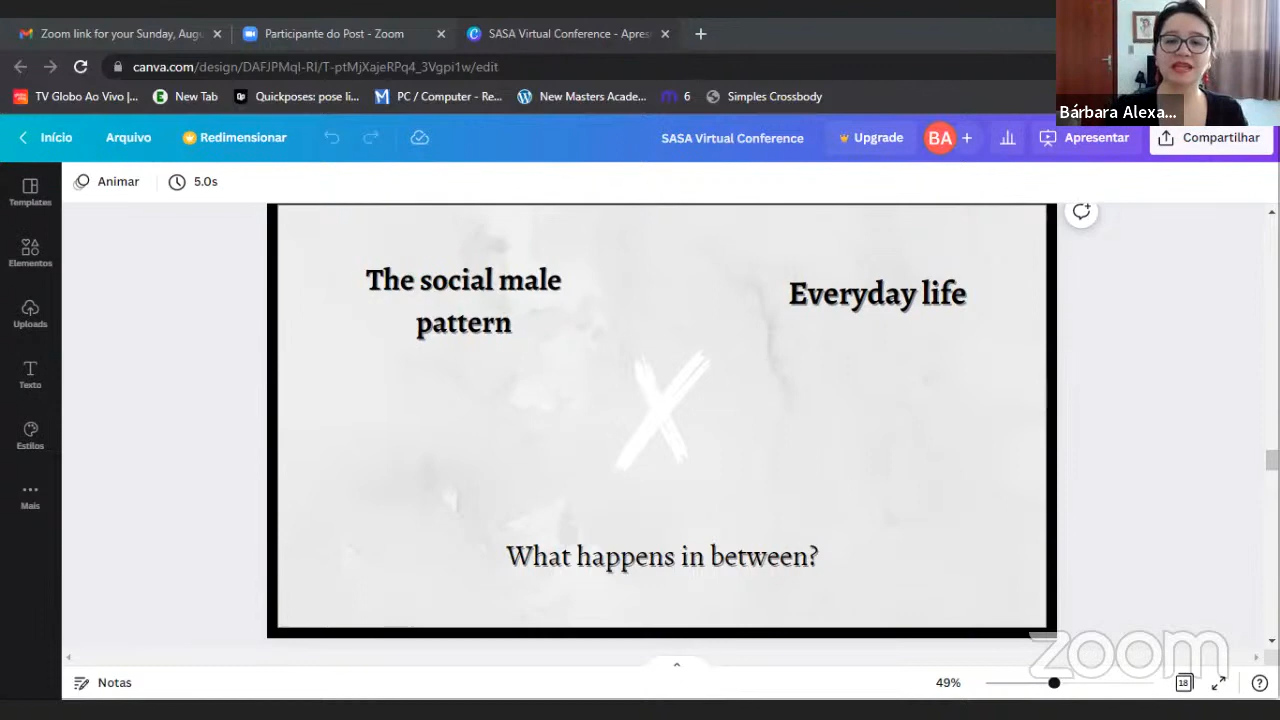 Zoom link for your Sunday, Aug
Participante do Post - Zoom
SASA Virtual Conference - Apres
canva.com/design/DAFJPMqI-RI/T-ptMjXajeRPq4_3Vgpi1w/edit
TV Globo Ao Vivo |...
New Tab
Quickposes: pose li...
PC / Computer - Re...
New Masters Acade...
6
Simples Crossbody
Bárbara Alexa...
Início
Arquivo
Redimensionar
SASA Virtual Conference
Upgrade
BA
+
Apresentar
Compartilhar
Animar
5.0s
Templates
Elementos
Uploads
Texto
Estilos
Mais
The social male
pattern
Everyday life
X
What happens in between?
zoom
Notas
49%
18
?